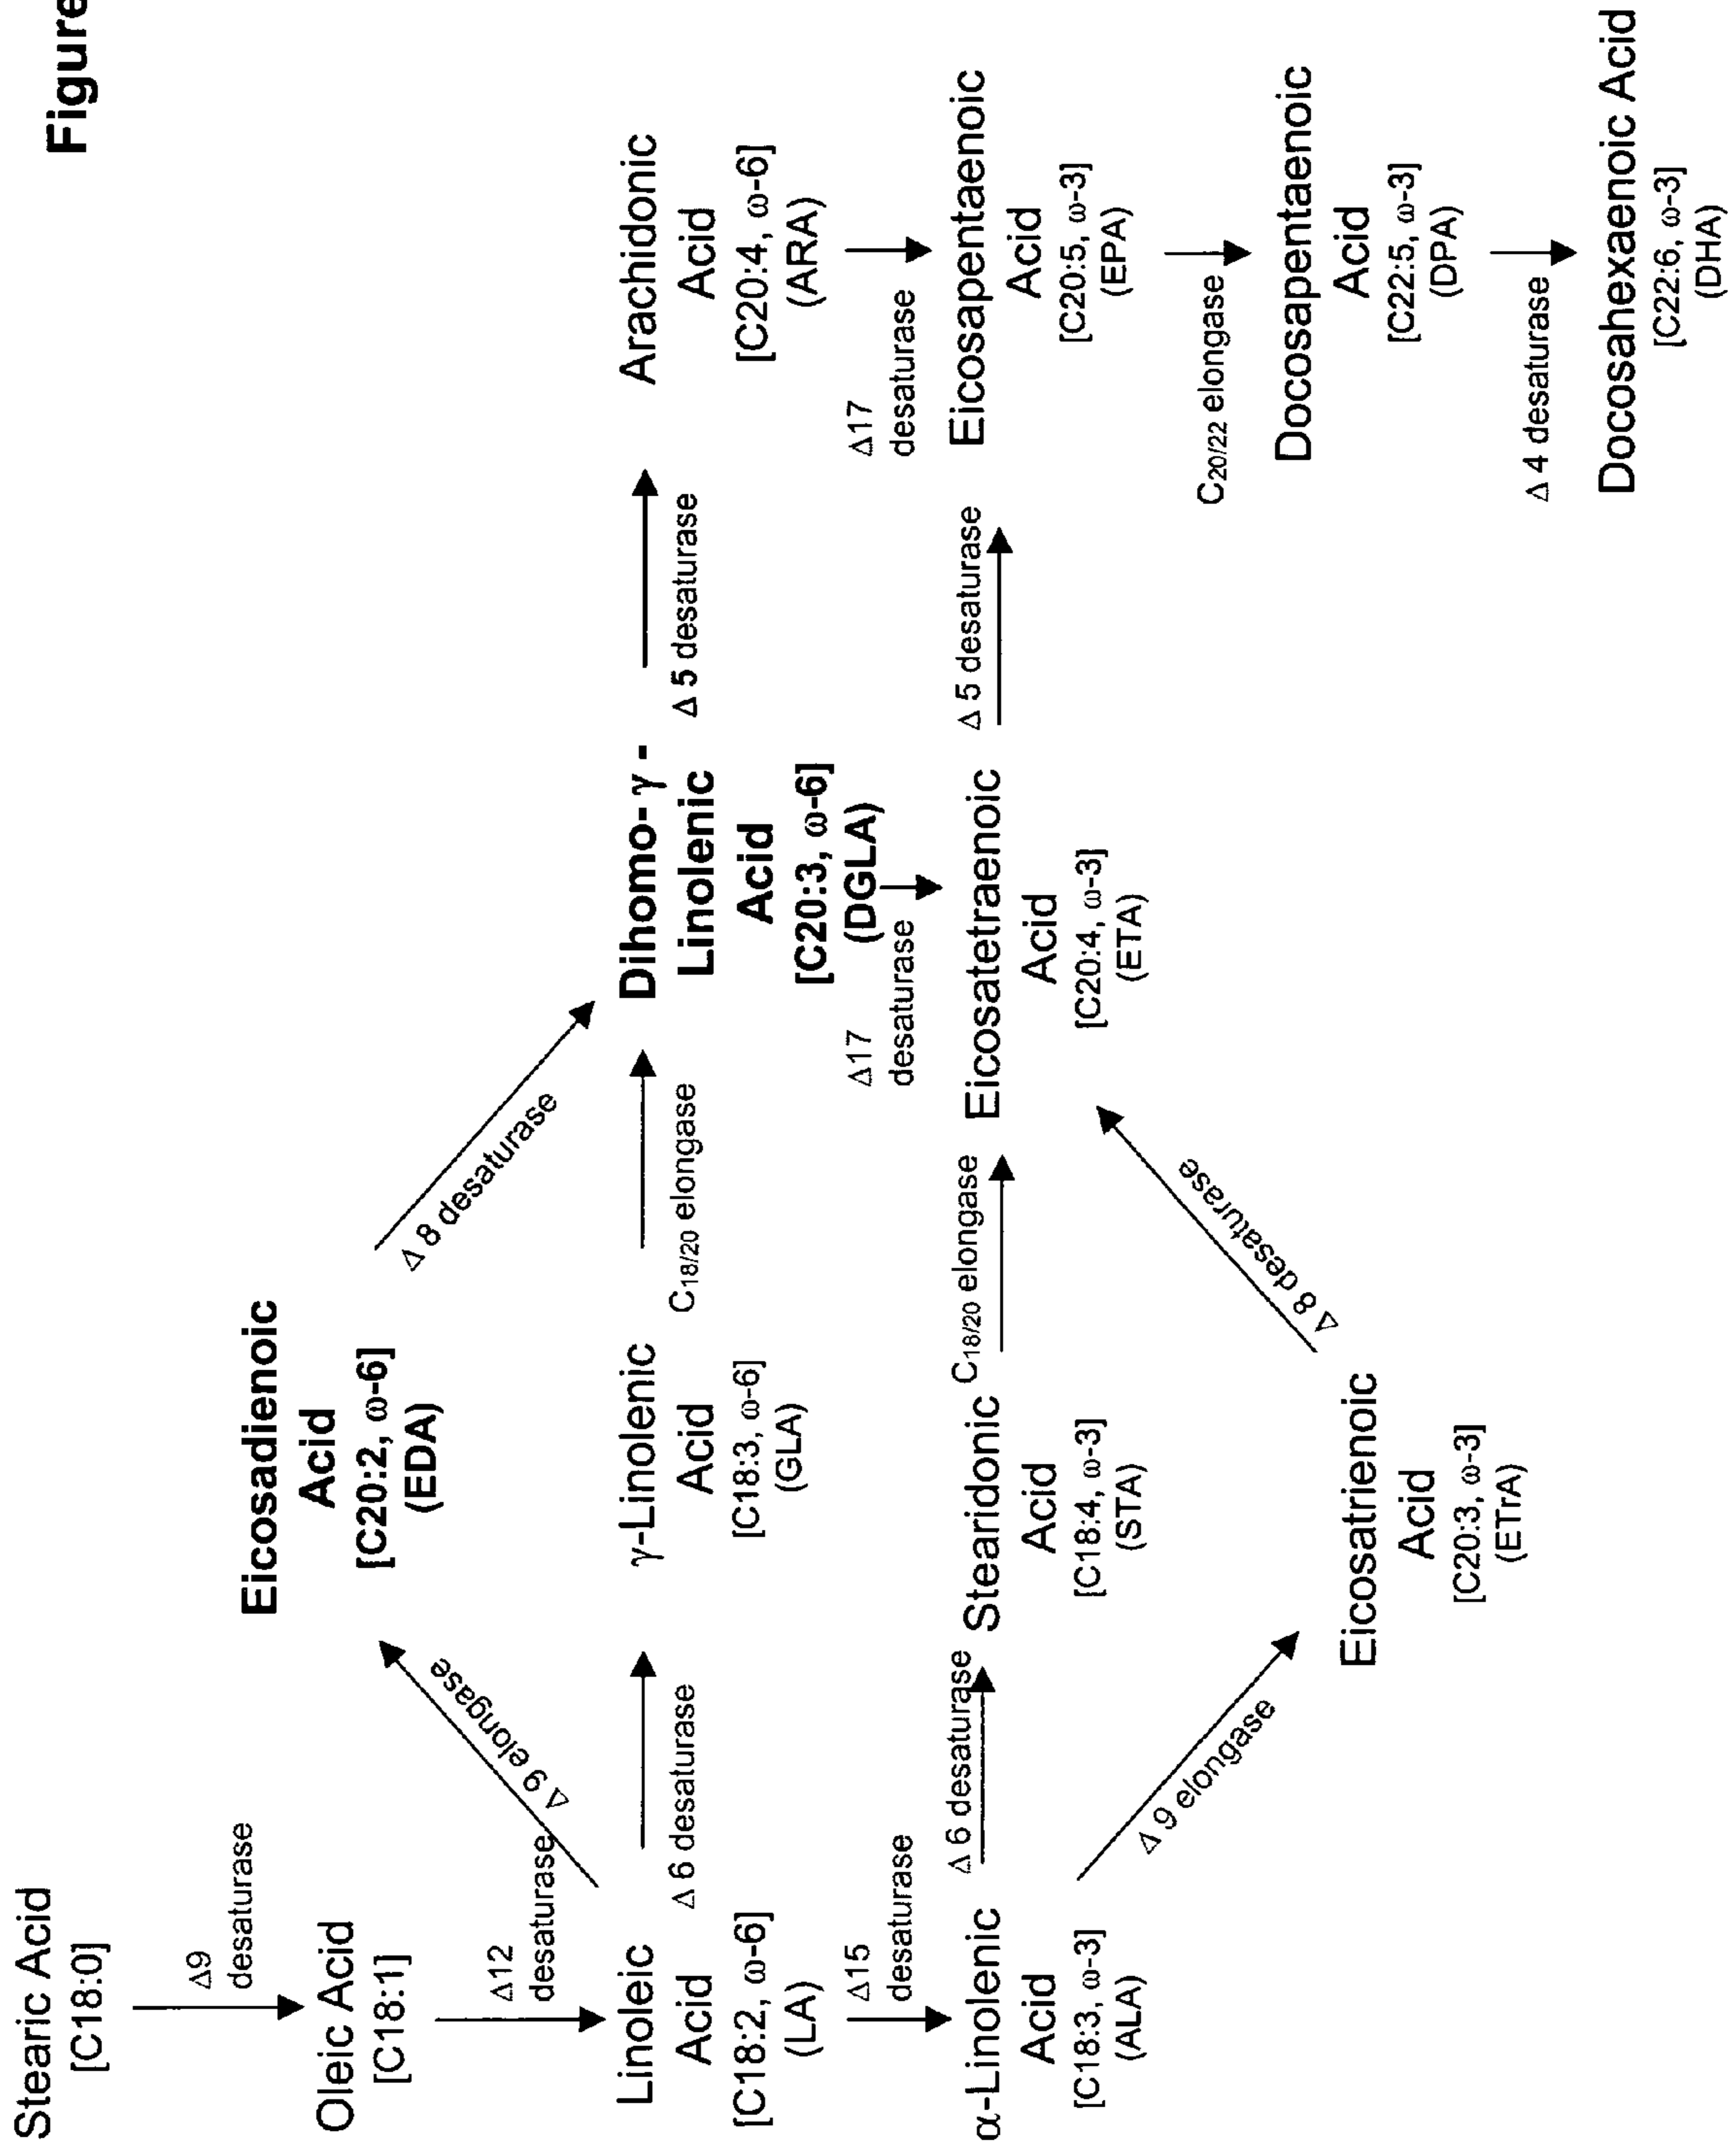 Figure
Stearic Acid
[C18:0]
Δ9
desaturase
Oleic Acid
[C18:1]
Δ12
desaturase
Linoleic
Acid
[C18:2, ω-6]
(LA)
Δ15
desaturase
α-Linolenic
Acid
[C18:3, ω-3]
(ALA)
Δ 9 elongase
Eicosadienoic
Acid
[C20:2, ω-6]
(EDA)
Δ 8 desaturase
Δ 6 desaturase
γ-Linolenic
Acid
[C18:3, ω-6]
(GLA)
C18/20 elongase
Dihomo- γ -
Linolenic
Acid
[C20:3, ω-6]
(DGLA)
Δ 5 desaturase
Arachidonic
Acid
[C20:4, ω-6]
(ARA)
Δ 6 desaturase
Stearidonic
Acid
[C18:4, ω-3]
(STA)
C18/20 elongase
Δ17
desaturase
Eicosatetraenoic
Acid
[C20:4, ω-3]
(ETA)
Δ 5 desaturase
Δ17
desaturase
Eicosapentaenoic
Acid
[C20:5, ω-3]
(EPA)
Δ 9 elongase
Eicosatrienoic
Acid
[C20:3, ω-3]
(ETrA)
Δ 8 desaturase
C20/22 elongase
Docosapentaenoic
Acid
[C22:5, ω-3]
(DPA)
Δ 4 desaturase
Docosahexaenoic Acid
[C22:6, ω-3]
(DHA)